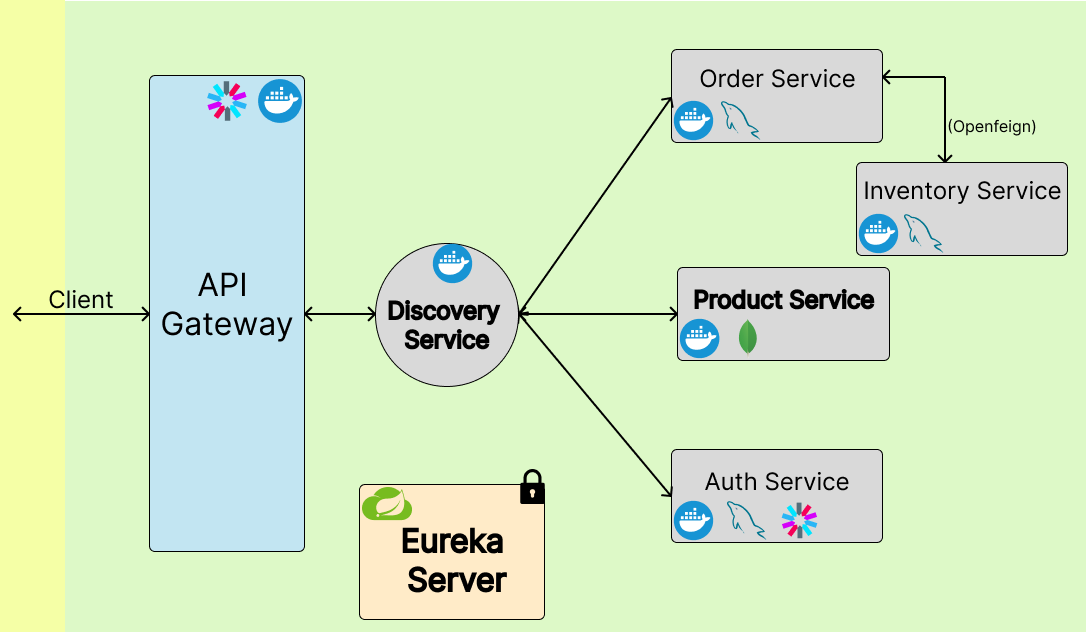 Client
API
Gateway
Discovery
Service
Order Service
(Openfeign)
Inventory Service
Product Service
Auth Service
Eureka
Server